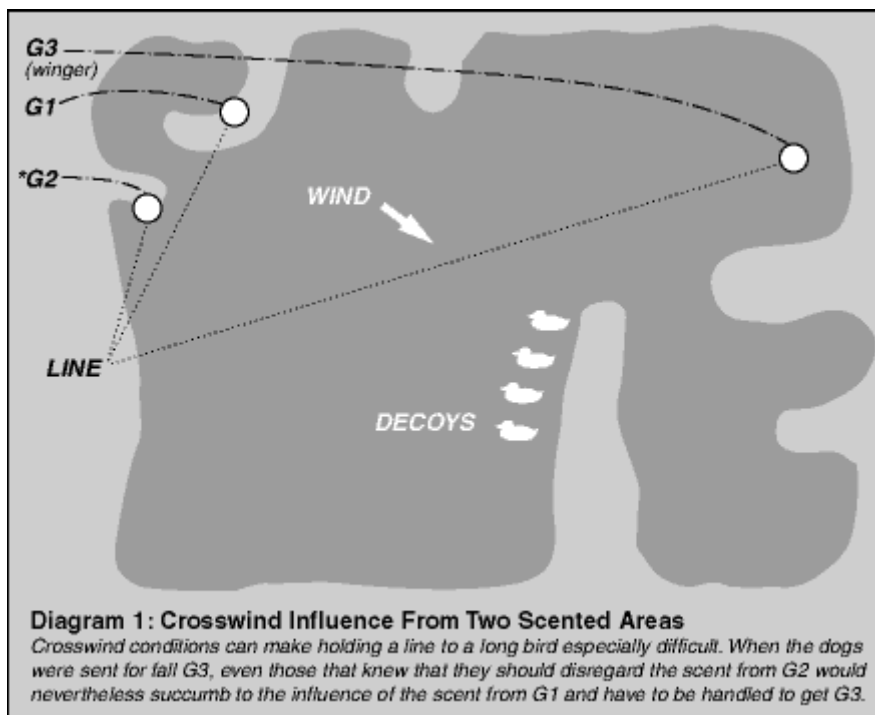 G3
(winger)
G1
*G2
WIND
LINE
DECOYS
Diagram 1: Crosswind Influence From Two Scented Areas
Crosswind conditions can make holding a line to a long bird especially difficult. When the dogs
were sent for fall G3, even those that knew that they should disregard the scent from G2 would
nevertheless succumb to the influence of the scent from G1 and have to be handled to get G3.